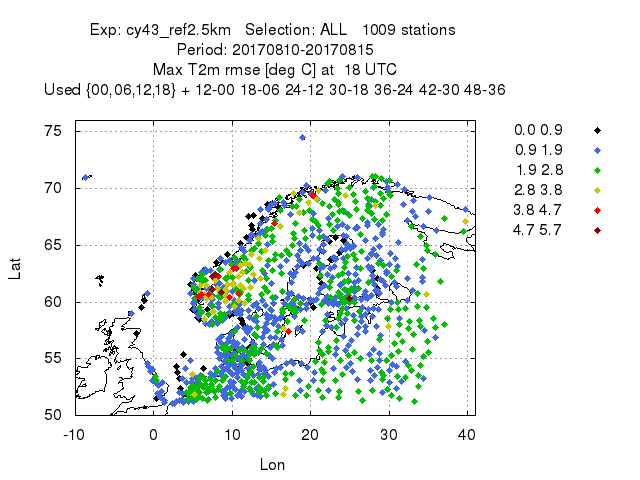 Exp: cy43_ref2.5km Selection: ALL 1009 stations
Period: 20170810-20170815
Max T2m rmse [deg C] at 18 UTC
Used {00,06,12,18} + 12-00 18-06 24-12 30-18 36-24 42-30 48-36
75
70
65
60
55
50
Lat
-10 0 10 20 30 40
Lon
0.0 0.9
0.9 1.9
1.9 2.8
2.8 3.8
3.8 4.7
4.7 5.7